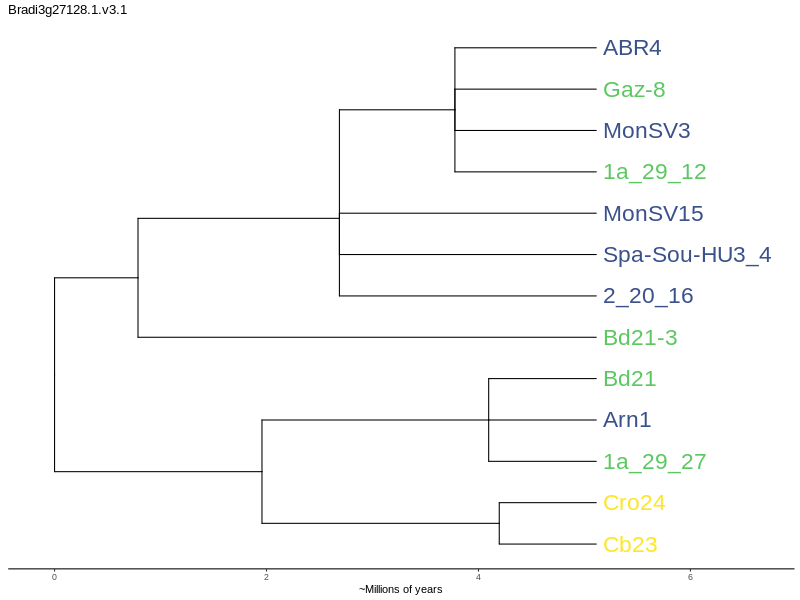 Bradi3g27128.1.v3.1
ABR4
Gaz-8
MonSV3
1a_29_12
MonSV15
Spa-Sou-HU3_4
2_20_16
Bd21-3
Bd21
Arn1
1a_29_27
Cro24
Cb23
0 2 4 6
~Millions of years